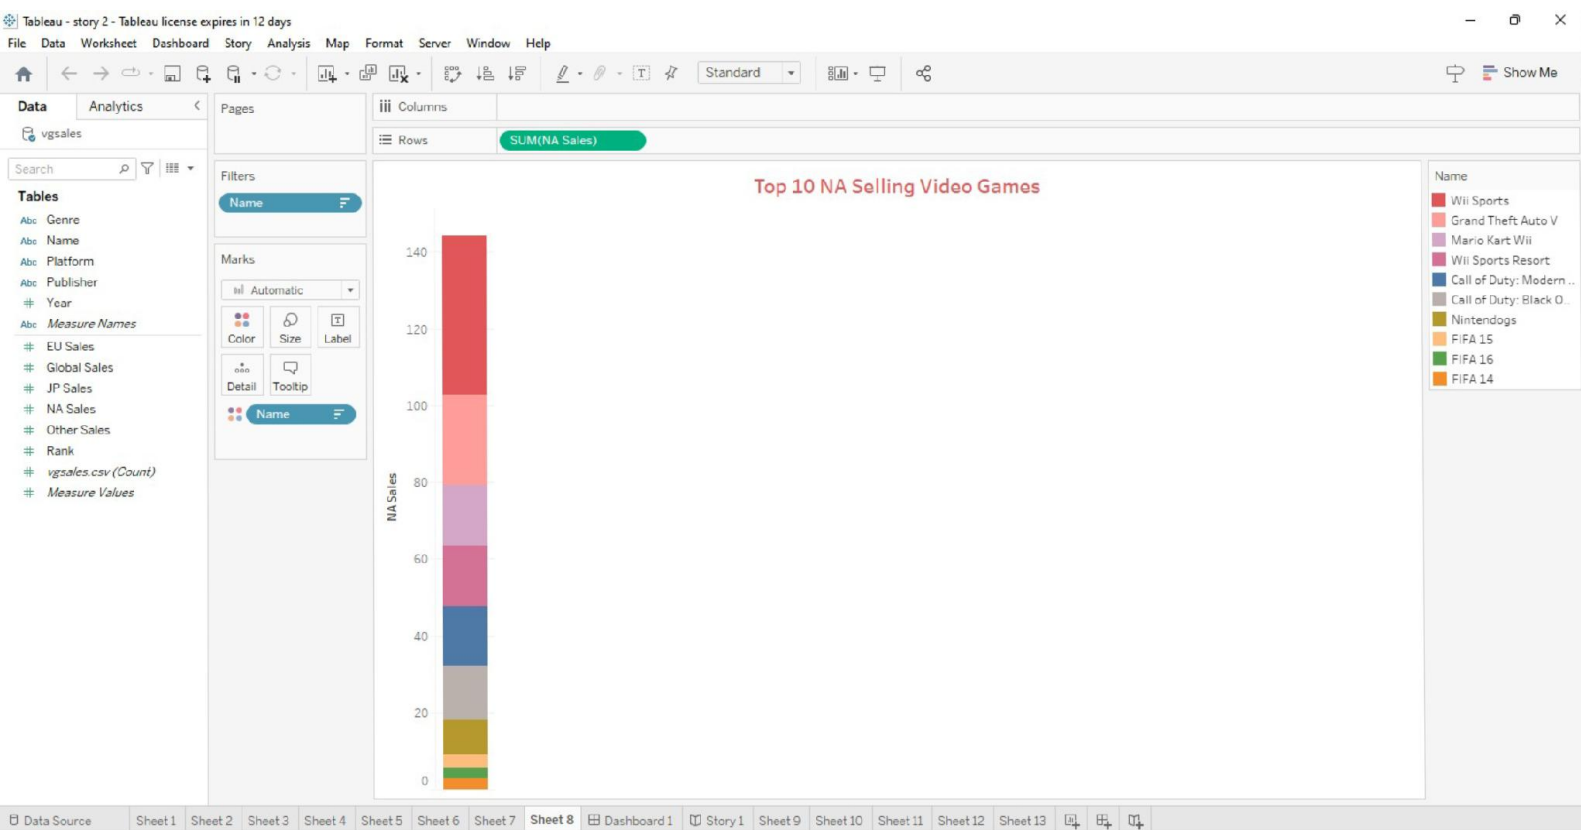 Tableau - story 2 - Tableau license expires in 12 days
File Data Worksheet Dashboard Story Analysis Map Format Server Window Help
Standard
Show Me
Data Analytics
vgsales
Search
Tables
Abc Genre
Abc Name
Abc Platform
Abc Publisher
# Year
Abc Measure Names
# EU Sales
# Global Sales
# JP Sales
# NA Sales
# Other Sales
# Rank
# vgsales.csv (Count)
# Measure Values
Pages
Filters
Name
Marks
Automatic
Color Size Label
Detail Tooltip
Name
Columns
Rows SUM(NA Sales)
Top 10 NA Selling Video Games
140
120
100
80
60
40
20
0
NA Sales
Name
Wii Sports
Grand Theft Auto V
Mario Kart Wii
Wii Sports Resort
Call of Duty: Modern ..
Call of Duty: Black O..
Nintendogs
FIFA 15
FIFA 16
FIFA 14
Data Source Sheet 1 Sheet 2 Sheet 3 Sheet 4 Sheet 5 Sheet 6 Sheet 7 Sheet 8 Dashboard 1 Story 1 Sheet 9 Sheet 10 Sheet 11 Sheet 12 Sheet 13